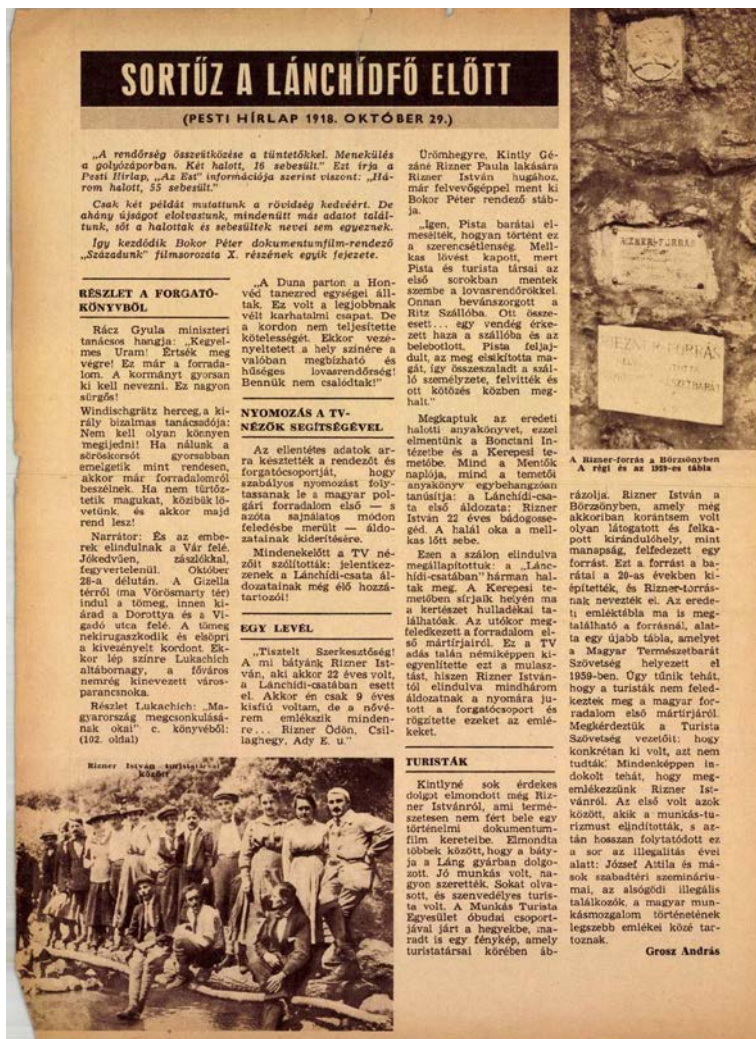 SORTŰZ A LÁNCHÍDFŐ ELŐTT
(PESTI HÍRLAP 1918. OKTÓBER 29.)
„A rendőrség összeütközése a tüntetőkkel. Menekülés
a golyózáporban. Két halott, 16 sebesült.” Ezt írja a
Pesti Hírlap, „Az Est” információja szerint viszont: „Há-
rom halott, 55 sebesült.”
Csak két példát mutattunk a rövidség kedvéért. De
ahány újságot elolvastunk, mindenütt más adatot talál-
tunk, sőt a halottak és sebesültek nevei sem egyeznek.
Így kezdődik Bokor Péter dokumentumfilm-rendező
„Századunk” filmsorozata X. részének egyik fejezete.
RÉSZLET A FORGATÓ-
KÖNYVBŐL
Rácz Gyula miniszteri
tanácsos hangja: „Kegyel-
mes Uram! Értsék meg
végre! Ez már a forrada-
lom. A kormányt gyorsan
ki kell nevezni. Ez nagyon
sürgős!
Windischgrätz herceg, a ki-
rály bizalmas tanácsadója:
Nem kell olyan könnyen
megijedni! Ha nálunk a
söröskorsót gyorsabban
emelgetik mint rendesen,
akkor már forradalomról
beszélnek. Ha nem türtőz-
tetik magukat, közibük lö-
vetünk, és akkor majd
rend lesz!
Narrátor: És az embe-
rek elindulnak a Vár felé.
Jókedvűen, zászlókkal,
fegyvertelenül. Október
28-a délután. A Gizella
térről (ma Vörösmarty tér)
indul a tömeg, innen ki-
árad a Dorottya és a Vi-
gadó utca felé. A tömeg
nekirugaszkodik és elsöpri
a kivezényelt kordont. Ek-
kor lép színre Lukachich
altábornagy, a főváros
nemrég kinevezett város-
parancsnoka.
Részlet Lukachich: „Ma-
gyarország megcsonkulásá-
nak okai” c. könyvéből:
(102. oldal)
„A Duna parton a Hon-
véd tanezred egységei áll-
tak. Ez volt a legjobbnak
vélt karhatalmi csapat. De
a kordon nem teljesítette
kötelességét. Ekkor vezé-
nyeltetett a hely színére a
valóban megbízható és
hűséges lovasrendőrség!
Bennük nem csalódtak!”
NYOMOZÁS A TV-
NÉZŐK SEGÍTSÉGÉVEL
Az ellentétes adatok ar-
ra késztették a rendezőt és
forgatócsoportját, hogy
szabályos nyomozást foly-
tassanak le a magyar pol-
gári forradalom első — s
azóta sajnálatos módon
feledésbe merült — áldo-
zatainak kiderítésére.
Mindenekelőtt a TV né-
zőit szólították: jelentkez-
zenek a Lánchídi-csata ál-
dozatainak még élő hozzá-
tartozói!
EGY LEVÉL
„Tisztelt Szerkesztőség!
A mi bátyánk Rizner Ist-
ván, aki akkor 22 éves volt,
a Lánchídi-csatában esett
el. Akkor én csak 9 éves
kisfiú voltam, de a nővé-
rem emlékszik minden-
re... Rizner Ödön, Csil-
laghegy, Ady E. u.”
Rizner István turistatársai
között
Ürömhegyre, Kintly Gé-
záné Rizner Paula lakására
Rizner István hugához,
már felvevőgéppel ment ki
Bokor Péter rendező stáb-
ja.
„Igen, Pista barátai el-
mesélték, hogyan történt ez
a szerencsétlenség. Mell-
kas lövést kapott, mert
Pista és turista társai az
első sorokban mentek
szembe a lovasrendőrökkel.
Onnan bevánszorgott a
Ritz Szállóba. Ott össze-
esett... egy vendég érke-
zett haza a szállóba és az
belebotlott, Pista feljaj-
dult, az meg elsikította ma-
gát, így összeszaladt a szál-
ló személyzete, felvitték és
ott kötözés közben meg-
halt.”
Megkaptuk az eredeti
halotti anyakönyvet, ezzel
elmentünk a Bonctani In-
tézetbe és a Kerepesi te-
metőbe. Mind a Mentők
naplója, mind a temetői
anyakönyv egybehangzóan
tanúsítja: a Lánchídi-csa-
ta első áldozata: Rizner
István 22 éves bádogosse-
géd. A halál oka a mell-
kas lőtt sebe.
Ezen a szálon elindulva
megállapítottuk: a „Lánc-
hídi-csatában” hárman hal-
tak meg. A Kerepesi te-
metőben sírjaik helyén ma
a kertészet hulladékai ta-
lálhatóak. Az utókor meg-
feledkezett a forradalom el-
ső mártírjairól. Ez a TV
adás talán némiképpen ki-
egyenlítette ezt a mulasz-
tást, hiszen Rizner István-
tól elindulva mindhárom
áldozatnak a nyomára ju-
tott a forgatócsoport és
rögzítette ezeket az emlé-
keket.
TURISTÁK
Kintlyné sok érdekes
dolgot elmondott még Riz-
ner Istvánról, ami termé-
szetesen nem fért bele egy
történelmi dokumentum-
film kereteibe. Elmondta
többek között, hogy a báty-
ja a Láng gyárban dolgo-
zott. Jó munkás volt, na-
gyon szerették. Sokat olva-
sott, és szenvedélyes turis-
ta volt. A Munkás Turista
Egyesület óbudai csoport-
jával járt a hegyekbe, ma-
radt is egy fénykép, amely
turistatársai körében áb-
RIZNER-FORRÁS
RIEZNER-FORRÁS
A Rizner-forrás a Börzsönyben
A régi és az 1959-es tábla
rázolja. Rizner István a
Börzsönyben, amely még
akkoriban korántsem volt
olyan látogatott és felka-
pott kirándulóhely, mint
manapság, felfedezett egy
forrást. Ezt a forrást a ba-
rátai a 20-as években ki-
építették, és Rizner-forrás-
nak nevezték el. Az erede-
ti emléktábla ma is meg-
található a forrásnál, alat-
ta egy újabb tábla, amelyet
a Magyar Természetbarát
Szövetség helyezett el
1959-ben. Úgy tűnik tehát,
hogy a turisták nem feled-
keztek meg a magyar for-
radalom első mártírjáról.
Megkérdeztük a Turista
Szövetség vezetőit: hogy
konkrétan ki volt, azt nem
tudták. Mindenképpen in-
dokolt tehát, hogy meg-
emlékezzünk Rizner Ist-
vánról. Az első volt azok
között, akik a munkás-tu-
rizmust elindították, s az-
tán hosszan folytatódott ez
a sor az illegalitás évei
alatt: József Attila és má-
sok szabadtéri szemináriu-
mai, az alsógödi illegális
találkozók, a magyar mun-
kásmozgalom történetének
legszebb emlékei közé tar-
toznak.
Grosz András